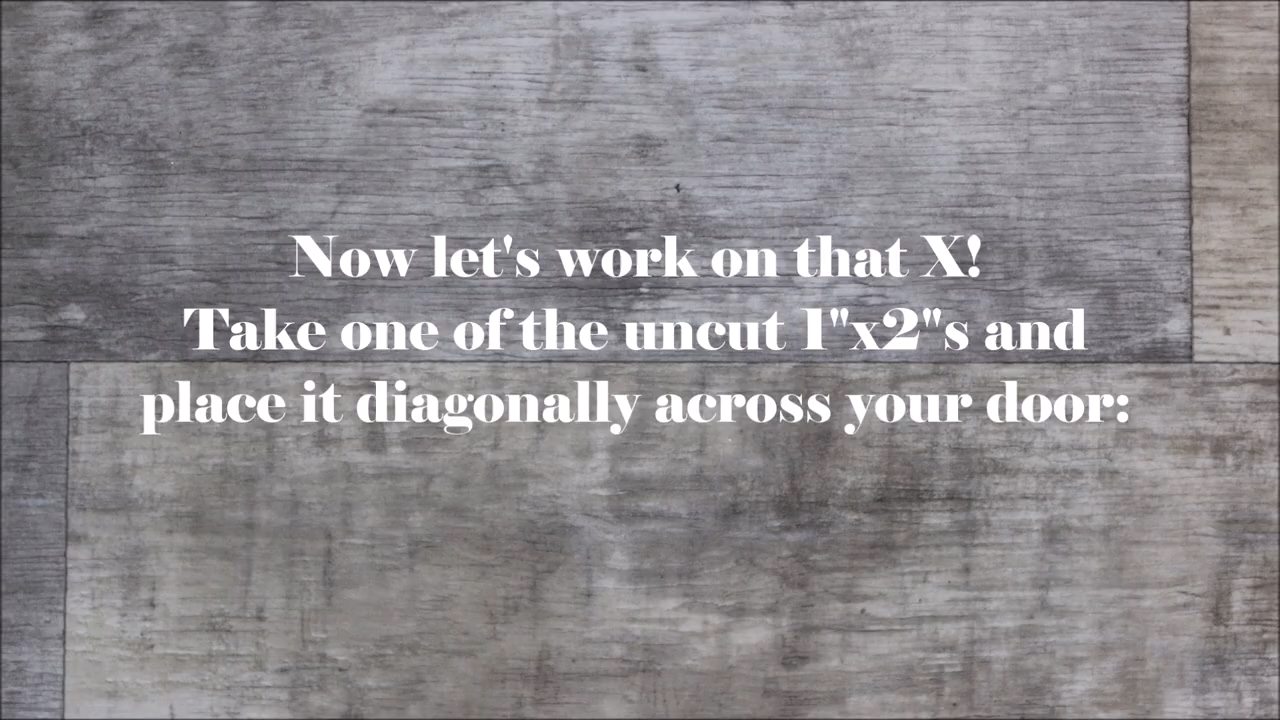 Now let's work on that X!
Take one of the uncut 1"x2"s and
place it diagonally across your door: